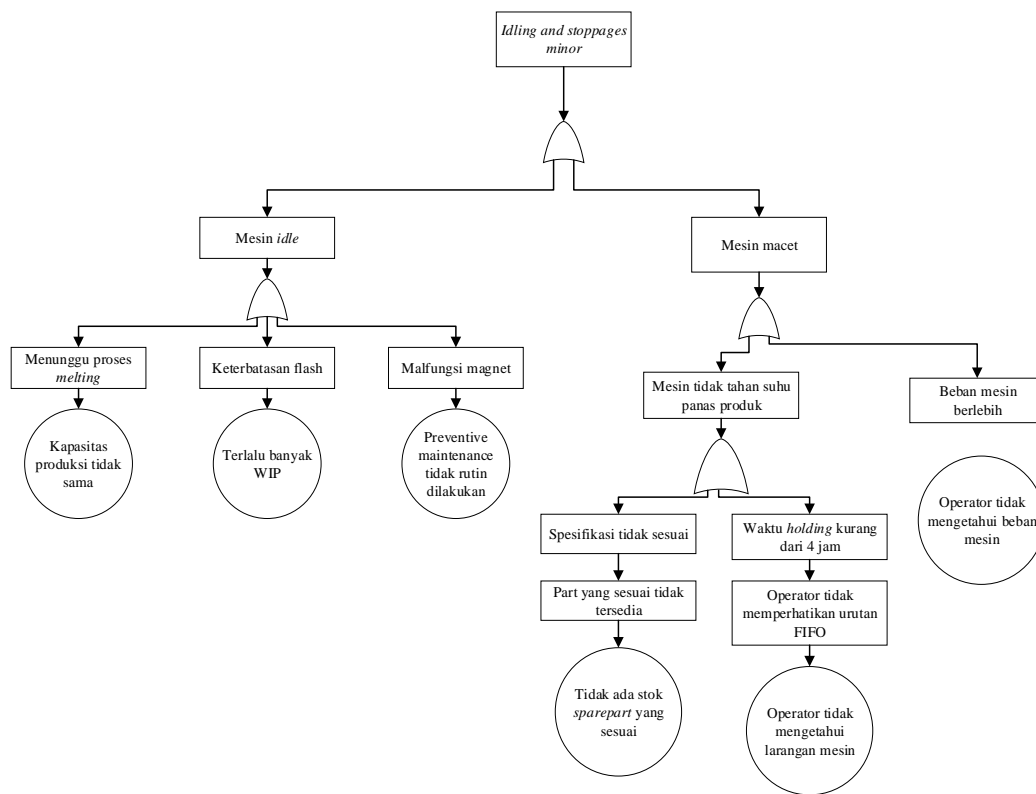 Idling and stoppages
minor
Mesin idle
Mesin macet
Menunggu proses
melting
Keterbatasan flash
Malfungsi magnet
Mesin tidak tahan suhu
panas produk
Beban mesin
berlebih
Kapasitas
produksi tidak
sama
Terlalu banyak
WIP
Preventive
maintenance
tidak rutin
dilakukan
Operator tidak
mengetahui beban
mesin
Spesifikasi tidak sesuai
Waktu holding kurang
dari 4 jam
Part yang sesuai tidak
tersedia
Operator tidak
memperhatikan urutan
FIFO
Tidak ada stok
sparepart yang
sesuai
Operator tidak
mengetahui
larangan mesin